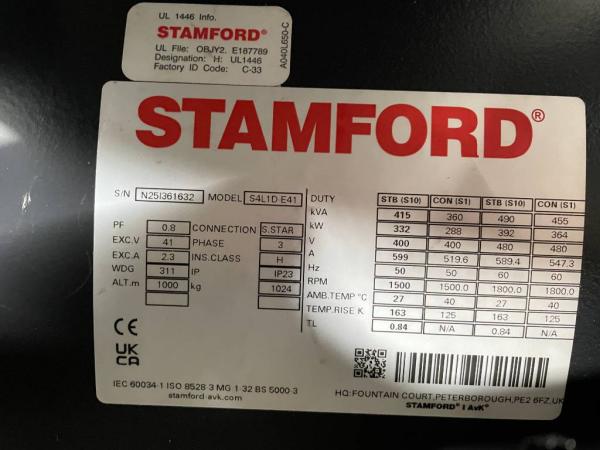 UL 1446 Info.
STAMFORD®
UL File: OBJY2. E187789
Designation: H: UL1446
Factory ID Code: C-33
A040L650-C
STAMFORD®
S/N N25I361632 MODEL S4L1D-E41
PF 0.8 CONNECTION S.STAR
EXC.V 41 PHASE 3
EXC.A 2.3 INS.CLASS H
WDG 311 IP IP23
ALT.m 1000 kg 1024
DUTY STB (S10) CON (S1) STB (S10) CON (S1)
kVA 415 360 490 455
kW 332 288 392 364
V 400 400 480 480
A 599 519.6 589.4 547.3
Hz 50 50 60 60
RPM 1500 1500.0 1800.0 1800.0
AMB.TEMP °C 27 40 27 40
TEMP.RISE K 163 125 163 125
TL 0.84 N/A 0.84 N/A
CE
UK
CA
IEC 60034-1 ISO 8528-3 MG 1-32 BS 5000-3
stamford-avk.com
HQ: FOUNTAIN COURT,PETERBOROUGH,PE2 6FZ,UK
STAMFORD® | AvK®